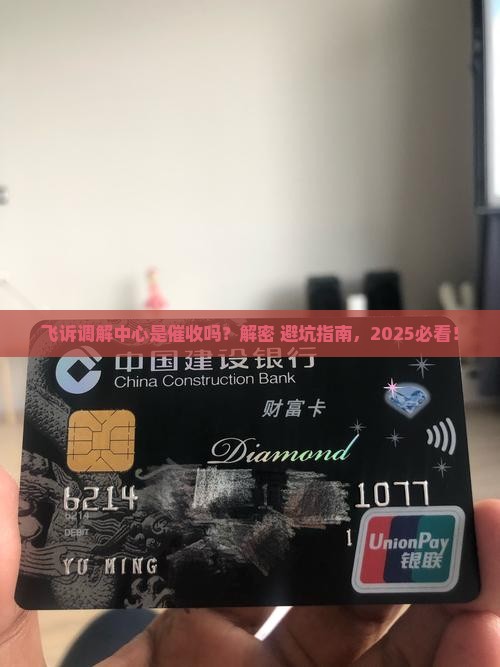 飞诉调解中心是催收吗？解密 避坑指南，2025必看！
中国建设银行
China Construction Bank
财富卡
Diamond
6214 1077
6214
DEBIT
1
YU MING
UnionPay
银联